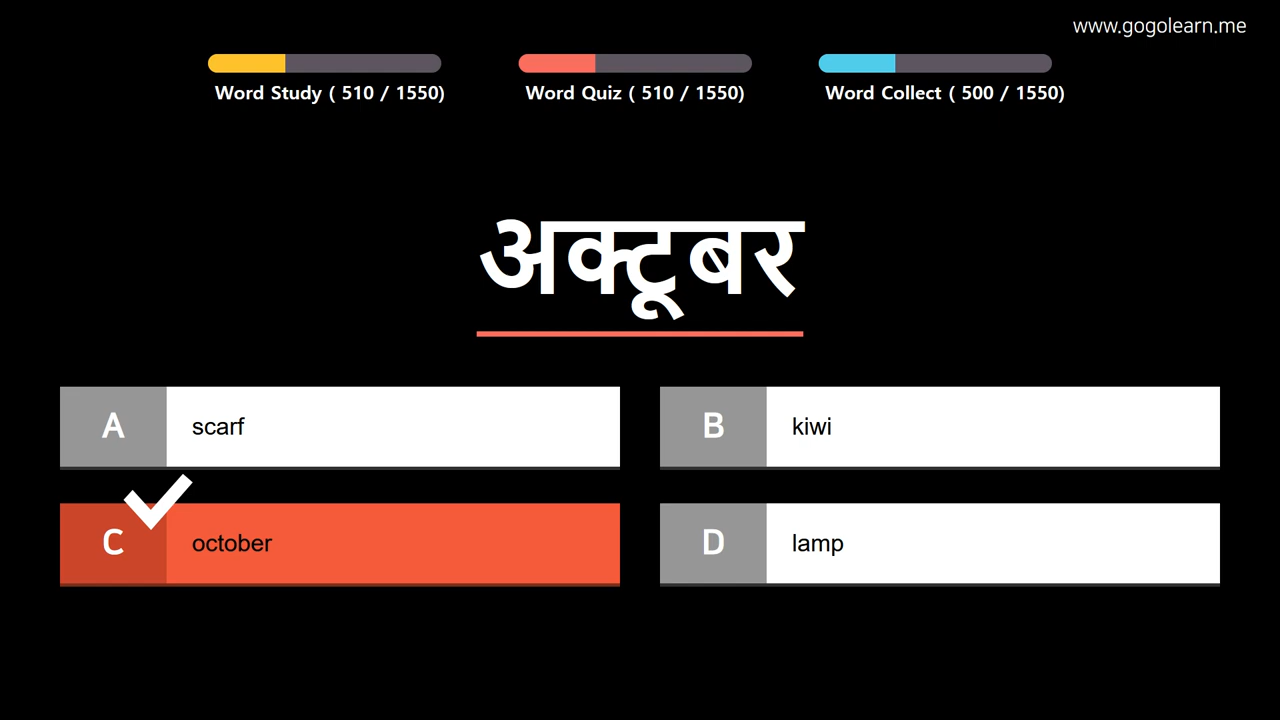 www.gogolearn.me
Word Study ( 510 / 1550)
Word Quiz ( 510 / 1550)
Word Collect ( 500 / 1550)
अक्टूबर
A scarf
B kiwi
C october
D lamp